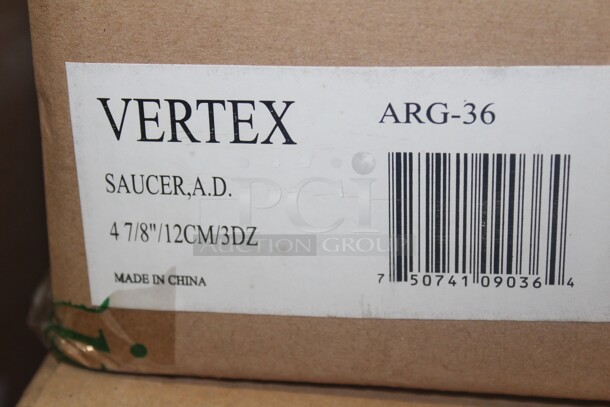 VERTEX
ARG-36
SAUCER,A.D.
4 7/8"/12CM/3DZ
MADE IN CHINA
7 50741 09036 4
PCI
AUCTION GROUP